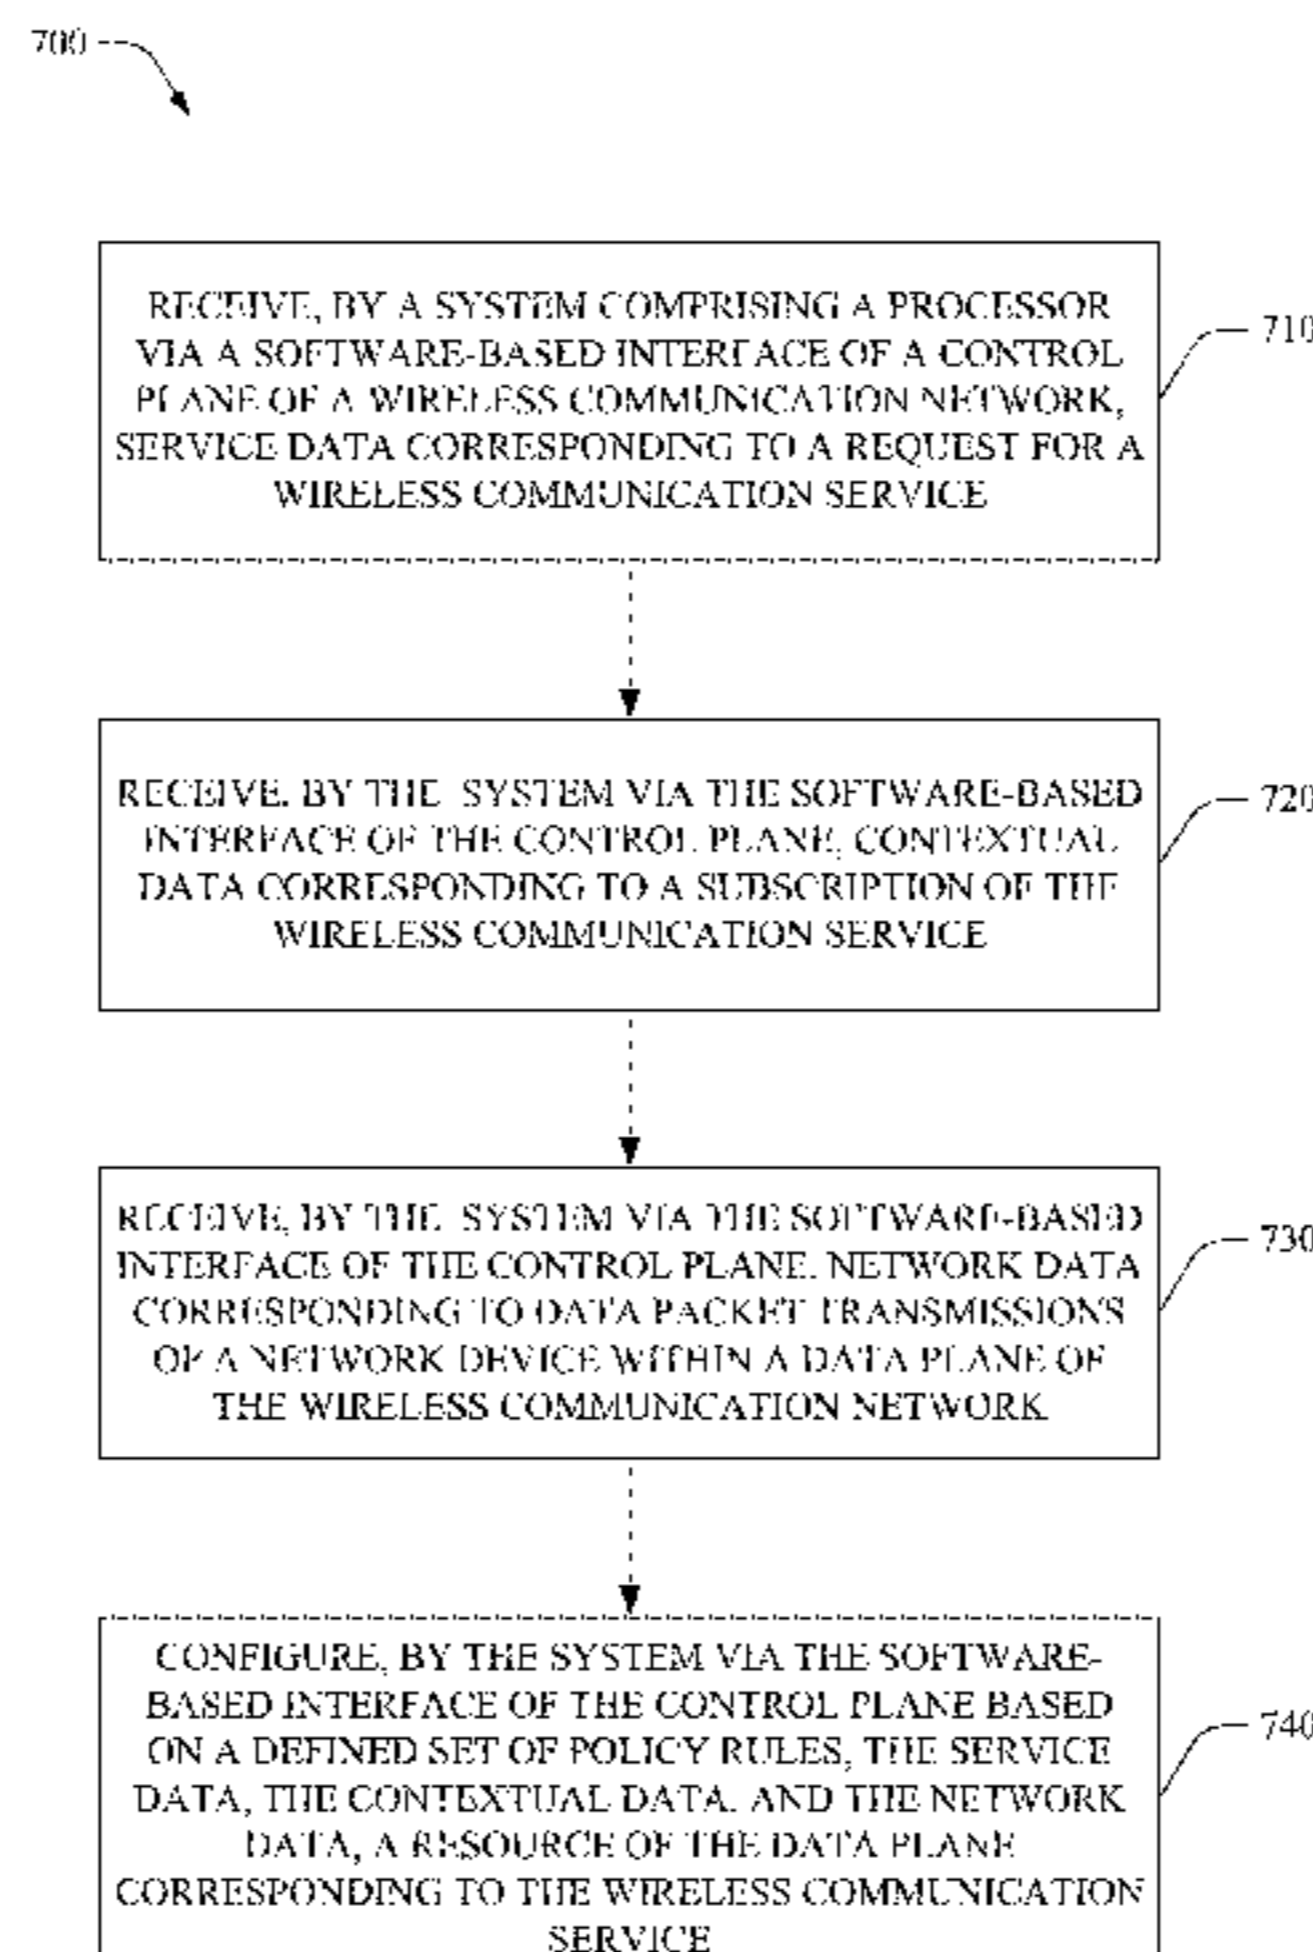 700
RECEIVE, BY A SYSTEM COMPRISING A PROCESSOR
VIA A SOFTWARE-BASED INTERFACE OF A CONTROL
PLANE OF A WIRELESS COMMUNICATION NETWORK,
SERVICE DATA CORRESPONDING TO A REQUEST FOR A
WIRELESS COMMUNICATION SERVICE
710
RECEIVE, BY THE SYSTEM VIA THE SOFTWARE-BASED
INTERFACE OF THE CONTROL PLANE, CONTEXTUAL
DATA CORRESPONDING TO A SUBSCRIPTION OF THE
WIRELESS COMMUNICATION SERVICE
720
RECEIVE, BY THE SYSTEM VIA THE SOFTWARE-BASED
INTERFACE OF THE CONTROL PLANE, NETWORK DATA
CORRESPONDING TO DATA PACKET TRANSMISSIONS
OF A NETWORK DEVICE WITHIN A DATA PLANE OF
THE WIRELESS COMMUNICATION NETWORK
730
CONFIGURE, BY THE SYSTEM VIA THE SOFTWARE-
BASED INTERFACE OF THE CONTROL PLANE BASED
ON A DEFINED SET OF POLICY RULES, THE SERVICE
DATA, THE CONTEXTUAL DATA, AND THE NETWORK
DATA, A RESOURCE OF THE DATA PLANE
CORRESPONDING TO THE WIRELESS COMMUNICATION
SERVICE
740